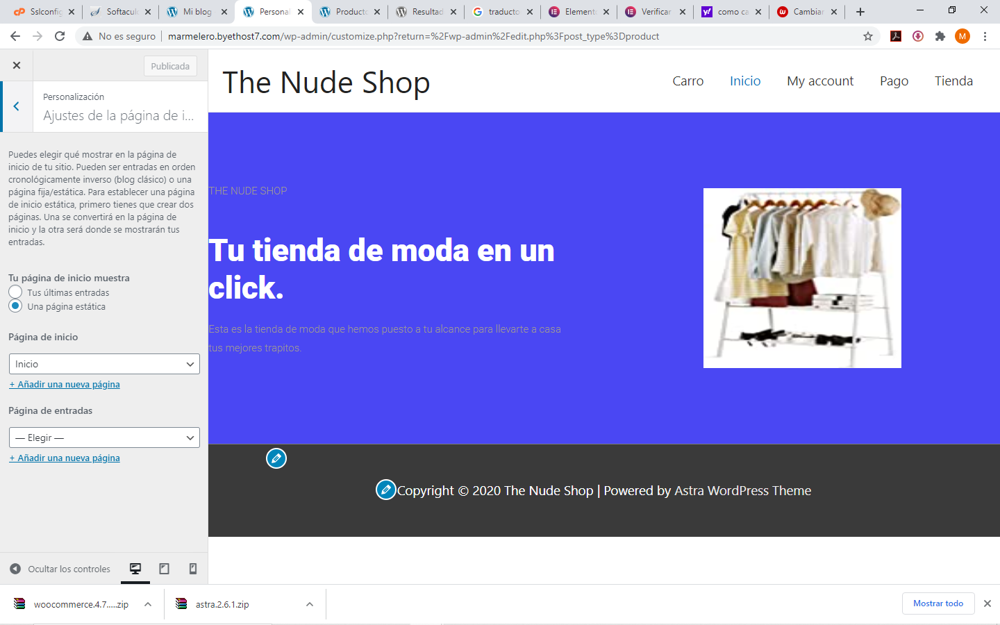 Sslconfig
Softacul
Mi blog
Personal
Producto
Resultad
traducto
Elemento
Verificar
como ca
Cambiar
No es seguro
marmelero.byethost7.com/wp-admin/customize.php?return=%2Fwp-admin%2Fedit.php%3Fpost_type%3Dproduct
M
Publicada
Personalización
Ajustes de la página de i...
Puedes elegir qué mostrar en la página de
inicio de tu sitio. Pueden ser entradas en orden
cronológicamente inverso (blog clásico) o una
página fija/estática. Para establecer una página
de inicio estática, primero tienes que crear dos
páginas. Una se convertirá en la página de
inicio y la otra será donde se mostrarán tus
entradas.
Tu página de inicio muestra
Tus últimas entradas
Una página estática
Página de inicio
Inicio
+ Añadir una nueva página
Página de entradas
— Elegir —
+ Añadir una nueva página
Ocultar los controles
The Nude Shop
Carro
Inicio
My account
Pago
Tienda
THE NUDE SHOP
Tu tienda de moda en un
click.
Esta es la tienda de moda que hemos puesto a tu alcance para llevarte a casa
tus mejores trapitos.
Copyright © 2020 The Nude Shop | Powered by Astra WordPress Theme
woocommerce.4.7.....zip
astra.2.6.1.zip
Mostrar todo